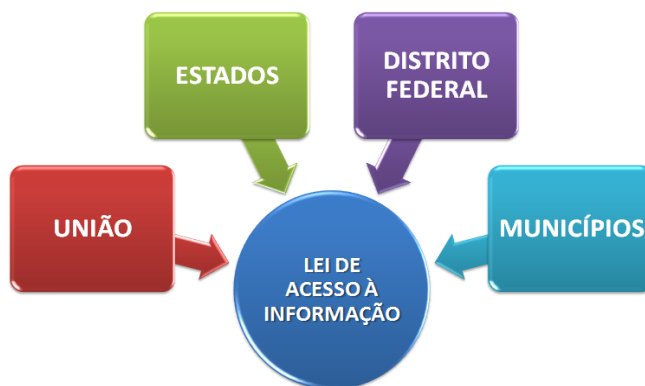 ESTADOS
DISTRITO
FEDERAL
UNIÃO
MUNICÍPIOS
LEI DE
ACESSO À
INFORMAÇÃO